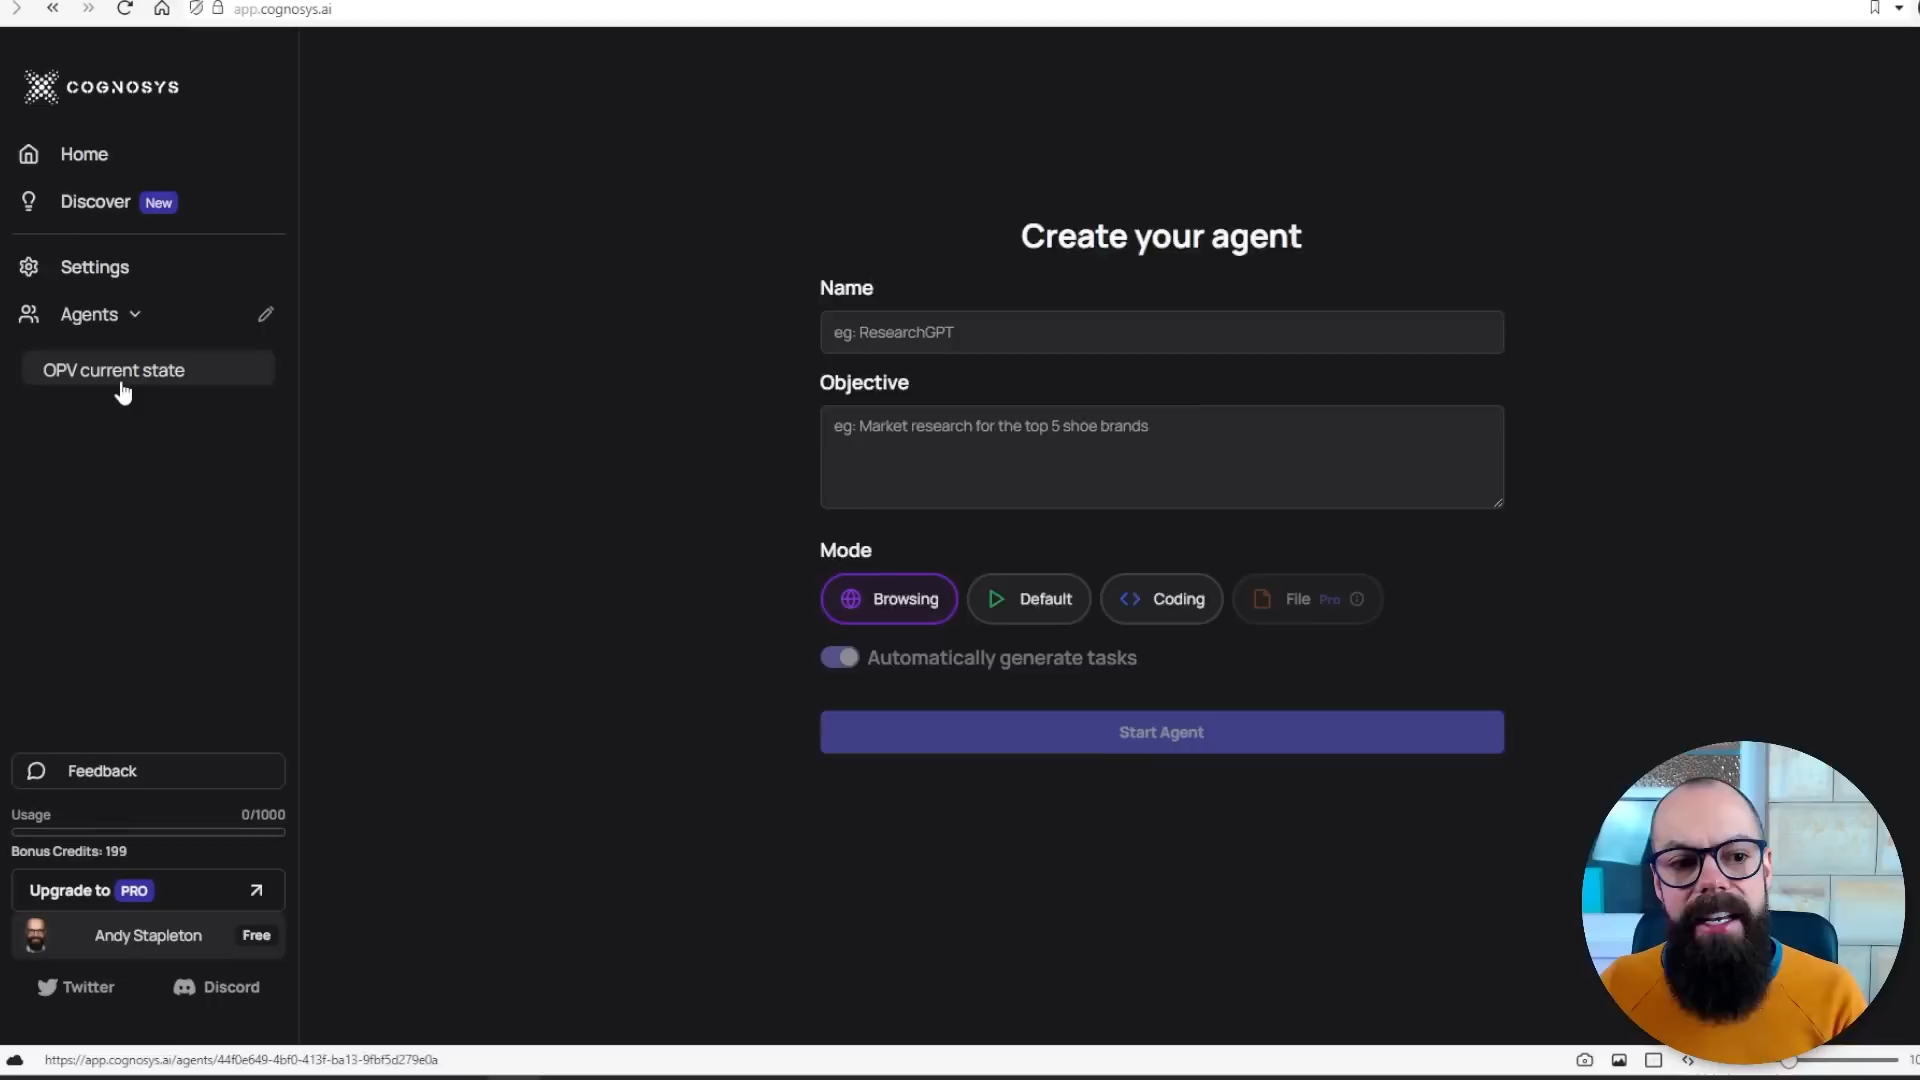 app.cognosys.ai
COGNOSYS
Home
Discover New
Settings
Agents
OPV current state
Create your agent
Name
eg: ResearchGPT
Objective
eg: Market research for the top 5 shoe brands
Mode
Browsing Default Coding File Pro
Automatically generate tasks
Start Agent
Feedback
Usage 0/1000
Bonus Credits: 199
Upgrade to PRO
Andy Stapleton Free
Twitter Discord
https://app.cognosys.ai/agents/44f0e649-4bf0-413f-ba13-9fbf5d279e0a